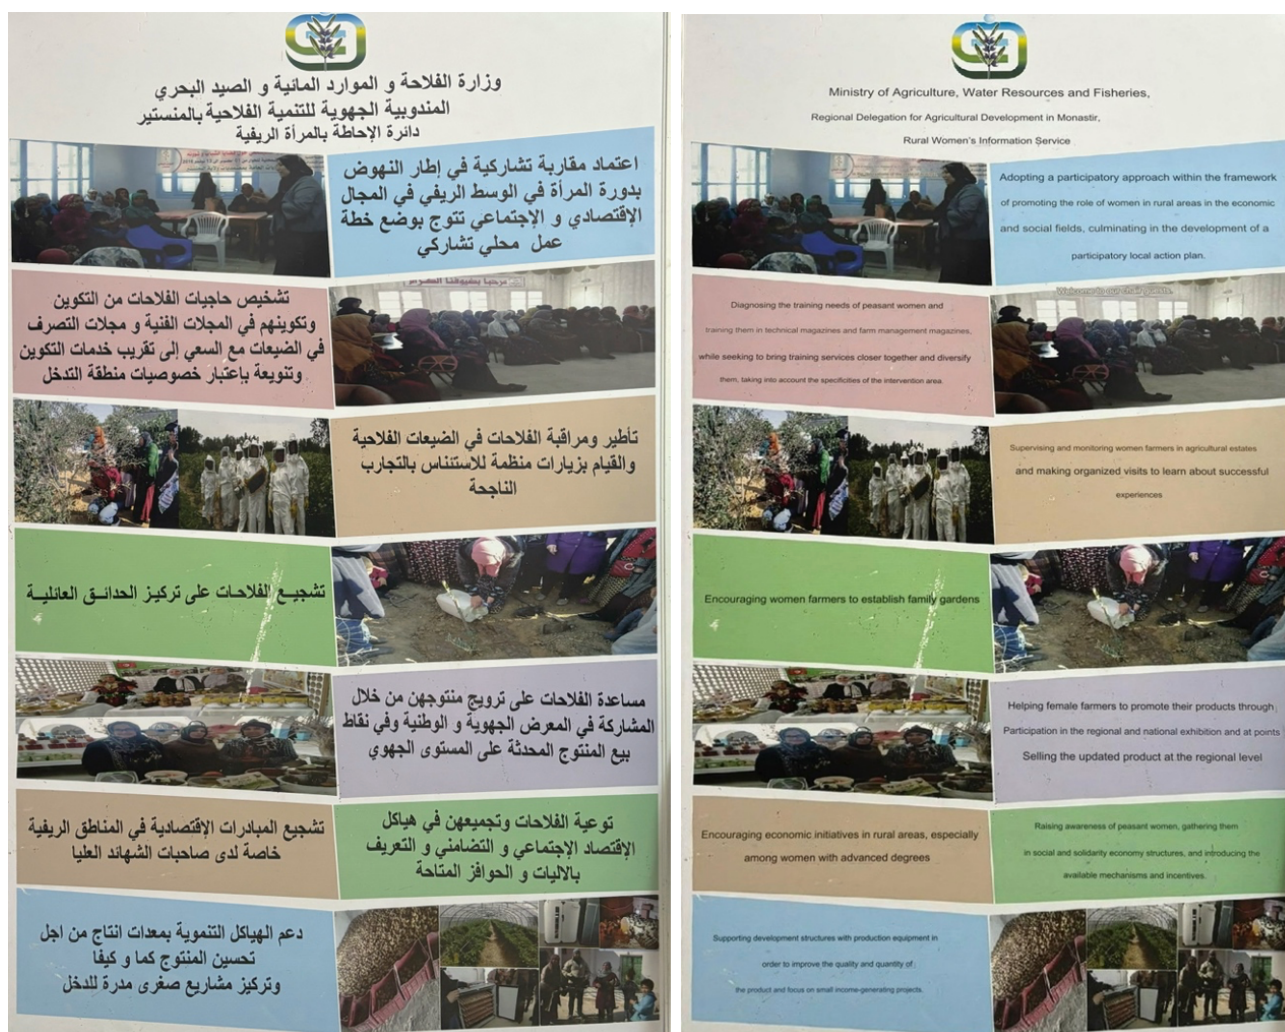 وزارة الفلاحة و الموارد المائية و الصيد البحري
المندوبية الجهوية للتنمية الفلاحية بالمنستير
دائرة الإحاطة بالمرأة الريفية
اعتماد مقاربة تشاركية في إطار النهوض
بدورة المرأة في الوسط الريفي في المجال
الإقتصادي و الإجتماعي تتوج بوضع خطة
عمل محلي تشاركي
تشخيص حاجيات الفلاحات من التكوين
وتكوينهم في المجلات الفنية و مجلات التصرف
في الضيعات مع السعي إلى تقريب خدمات التكوين
وتنويعة بإعتبار خصوصيات منطقة التدخل
مرحبا بضيوفنا الكرام
تأطير ومراقبة الفلاحات في الضيعات الفلاحية
والقيام بزيارات منظمة للاستئناس بالتجارب
الناجحة
تشجيع الفلاحات على تركيز الحدائق العائلية
مساعدة الفلاحات على ترويج منتوجهن من خلال
المشاركة في المعرض الجهوية و الوطنية وفي نقاط
بيع المنتوج المحدثة على المستوى الجهوي
تشجيع المبادرات الإقتصادية في المناطق الريفية
خاصة لدى صاحبات الشهائد العليا
توعية الفلاحات وتجميعهن في هياكل
الإقتصاد الإجتماعي و التضامني و التعريف
بالاليات و الحوافز المتاحة
دعم الهياكل التنموية بمعدات انتاج من اجل
تحسين المنتوج كما و كيفا
وتركيز مشاريع صغرى مدرة للدخل
Ministry of Agriculture, Water Resources and Fisheries,
Regional Delegation for Agricultural Development in Monastir,
Rural Women's Information Service
Adopting a participatory approach within the framework
of promoting the role of women in rural areas in the economic
and social fields, culminating in the development of a
participatory local action plan.
Diagnosing the training needs of peasant women and
training them in technical magazines and farm management magazines,
while seeking to bring training services closer together and diversify
them, taking into account the specificities of the intervention area.
Welcome to our
Supervising and monitoring women farmers in agricultural estates
and making organized visits to learn about successful
experiences
Encouraging women farmers to establish family gardens
Helping female farmers to promote their products through
Participation in the regional and national exhibition and at points
Selling the updated product at the regional level
Encouraging economic initiatives in rural areas, especially
among women with advanced degrees
Raising awareness of peasant women, gathering them
in social and solidarity economy structures, and introducing the
available mechanisms and incentives.
Supporting development structures with production equipment in
order to improve the quality and quantity of
the product and focus on small income-generating projects.